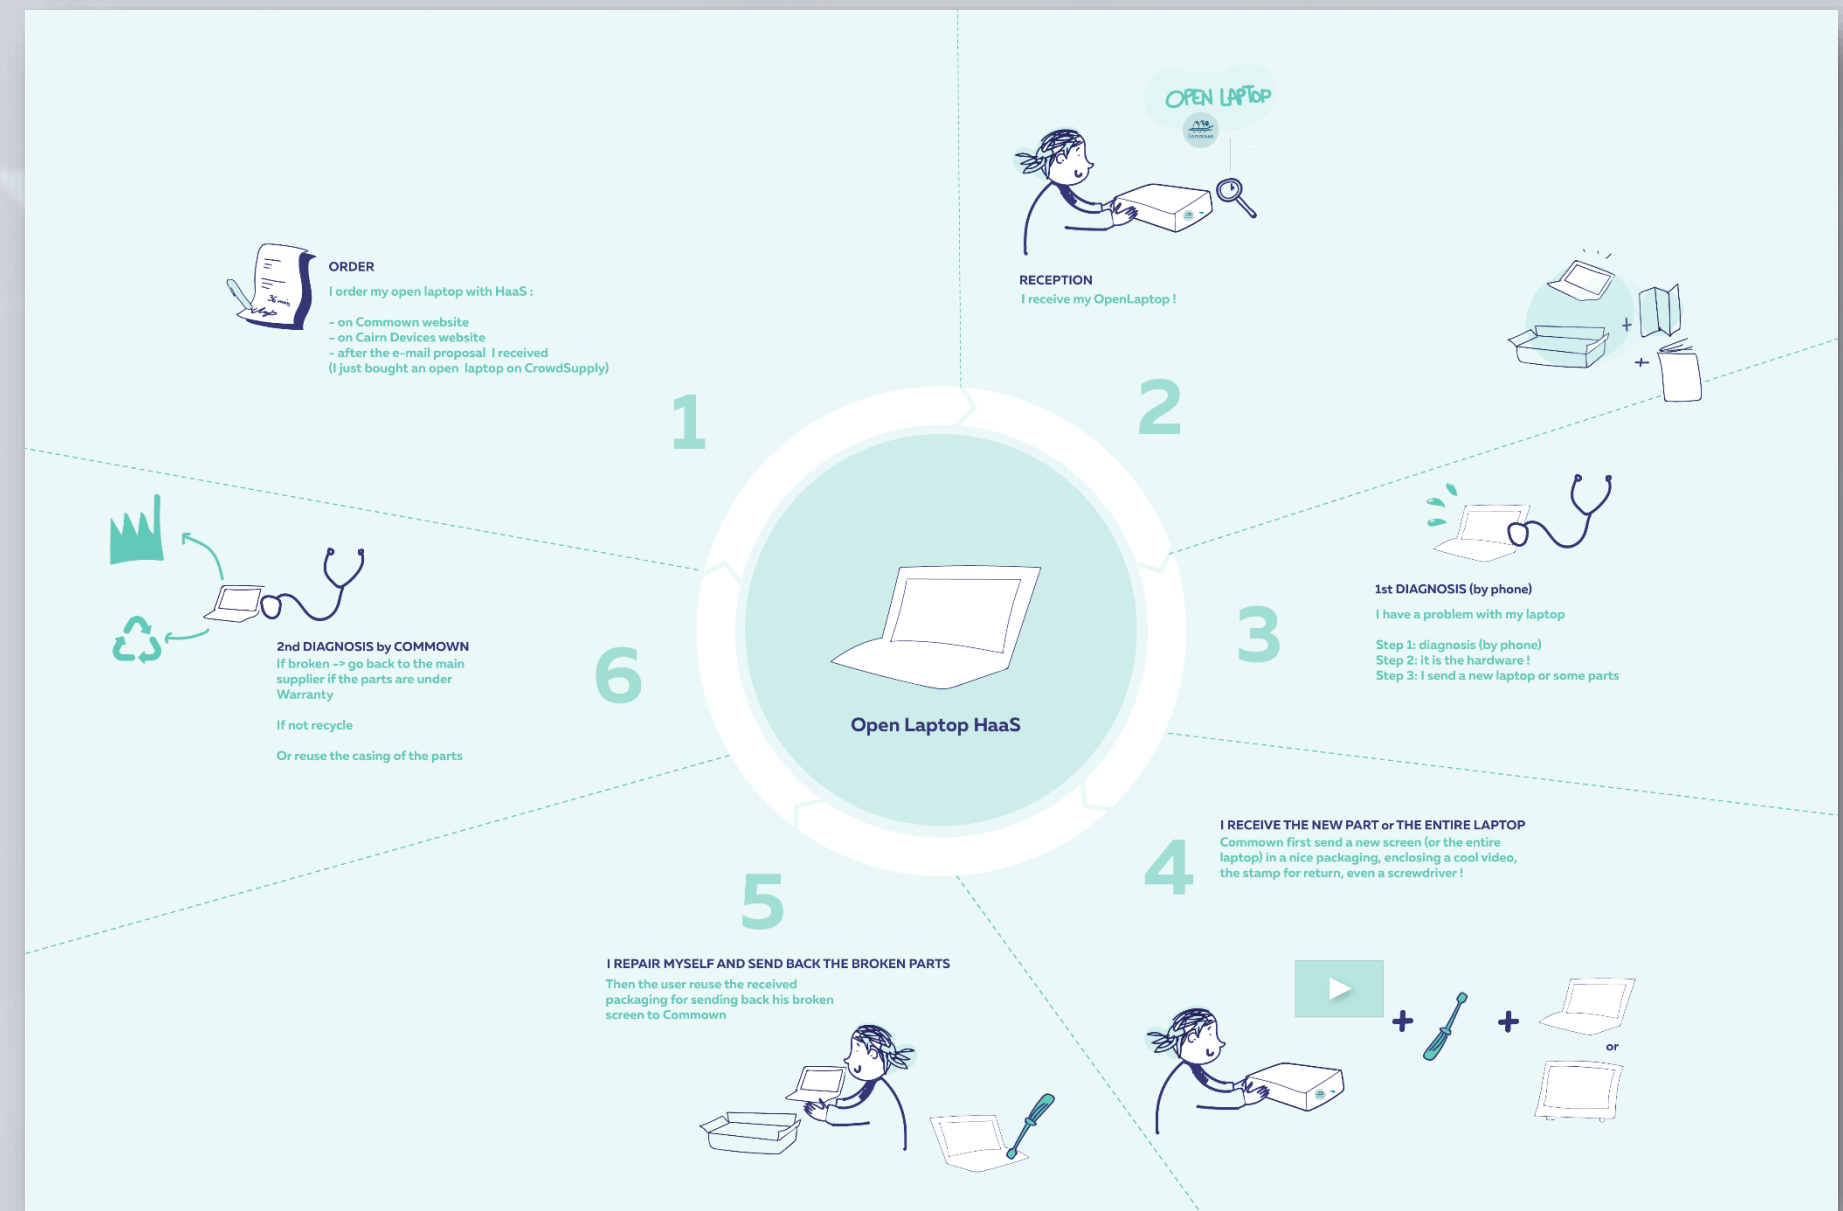 1
ORDER
I order my open laptop with HaaS :
- on Commown website
- on Cairn Devices website
- after the e-mail proposal I received
(I just bought an open laptop on CrowdSupply)
36 min
2
OPEN LAPTOP
Commown
RECEPTION
I receive my OpenLaptop !
3
1st DIAGNOSIS (by phone)
I have a problem with my laptop
Step 1: diagnosis (by phone)
Step 2: it is the hardware !
Step 3: I send a new laptop or some parts
4
I RECEIVE THE NEW PART or THE ENTIRE LAPTOP
Commown first send a new screen (or the entire
laptop) in a nice packaging, enclosing a cool video,
the stamp for return, even a screwdriver !
+
+
or
5
I REPAIR MYSELF AND SEND BACK THE BROKEN PARTS
Then the user reuse the received
packaging for sending back his broken
screen to Commown
6
2nd DIAGNOSIS by COMMOWN
If broken -> go back to the main
supplier if the parts are under
Warranty
If not recycle
Or reuse the casing of the parts
Open Laptop HaaS